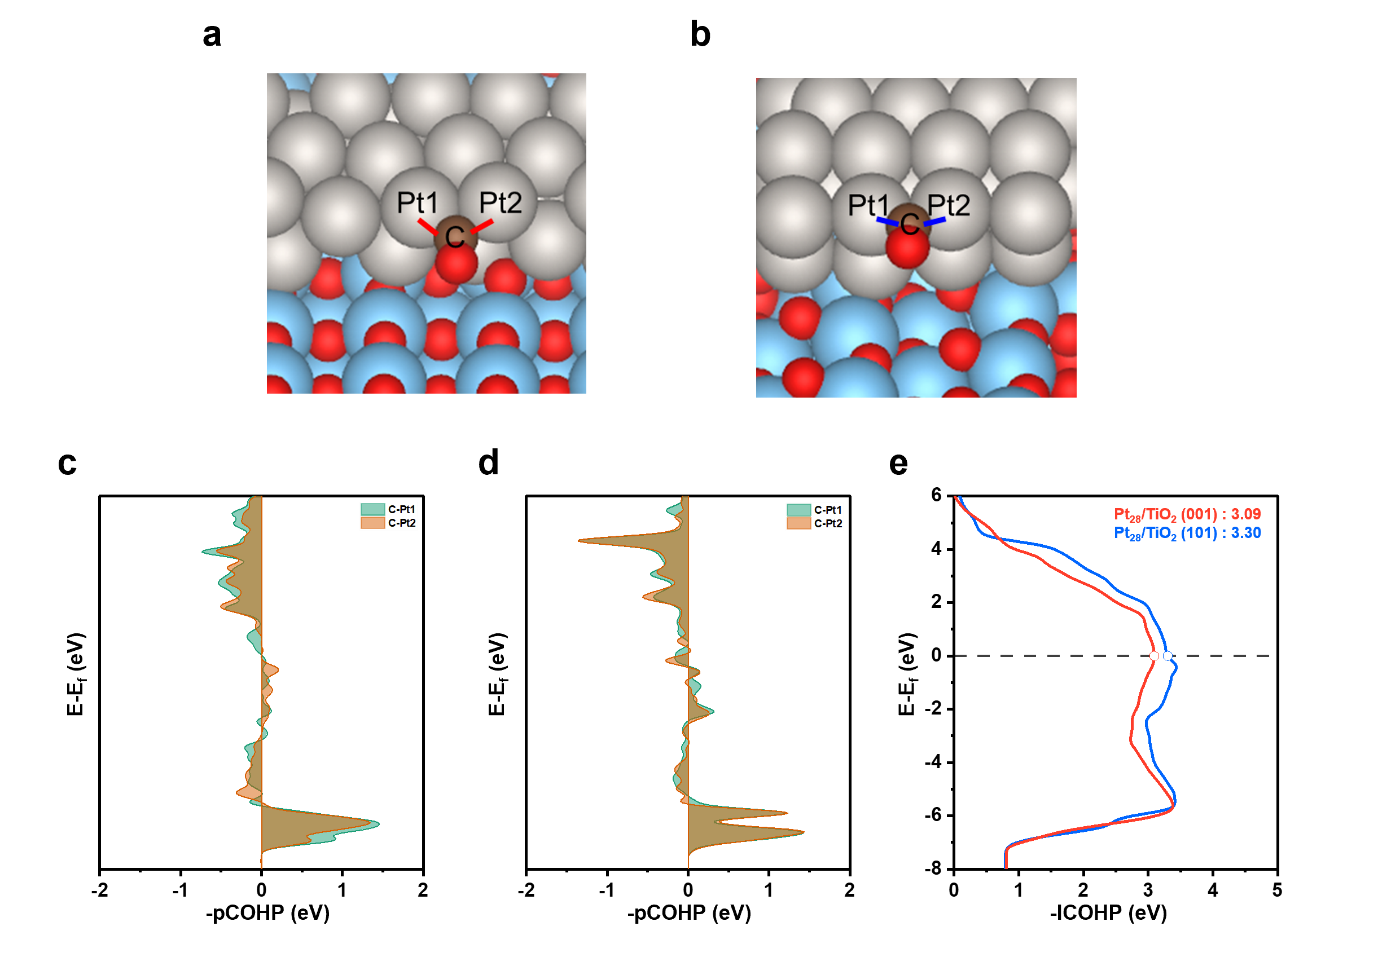 a
b
Pt1
Pt2
C
Pt1
Pt2
C
c
d
e
C-Pt1
C-Pt2
E-Ef (eV)
-2
-1
0
1
2
-pCOHP (eV)
C-Pt1
C-Pt2
E-Ef (eV)
-2
-1
0
1
2
-pCOHP (eV)
Pt28/TiO2 (001) : 3.09
Pt28/TiO2 (101) : 3.30
E-Ef (eV)
6
4
2
0
-2
-4
-6
-8
0
1
2
3
4
5
-ICOHP (eV)